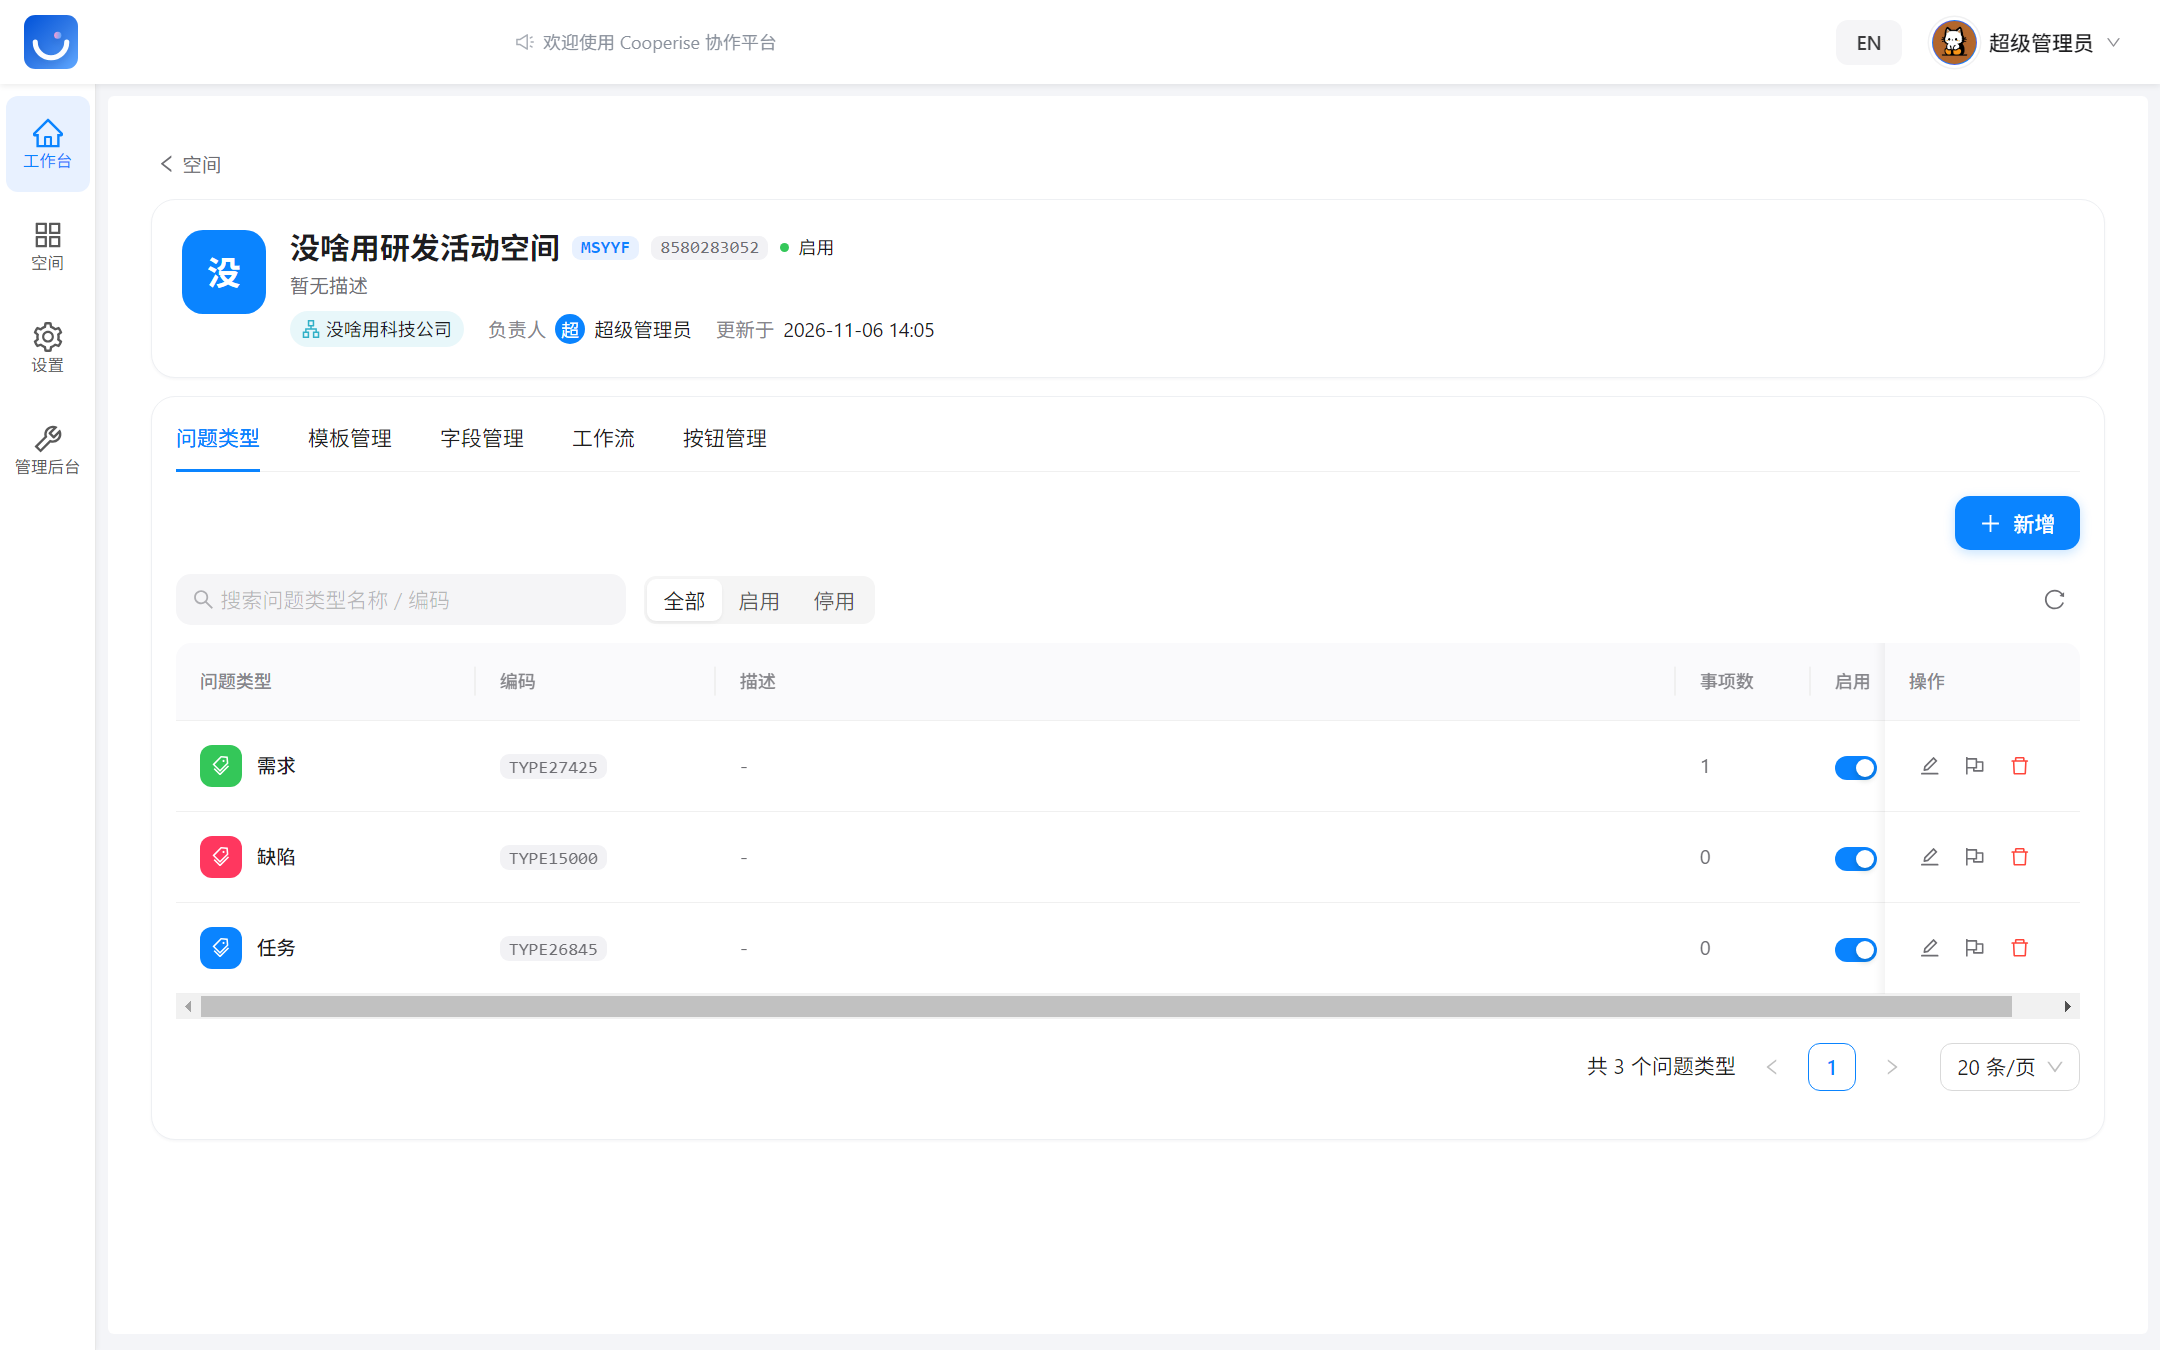 欢迎使用 Cooperise 协作平台
EN
超级管理员
工作台
空间
设置
管理后台
空间
没
没啥用研发活动空间
MSYYF
8580283052
启用
暂无描述
没啥用科技公司
负责人 超 超级管理员
更新于 2026-11-06 14:05
问题类型 模板管理 字段管理 工作流 按钮管理
新增
搜索问题类型名称 / 编码
全部 启用 停用
问题类型 编码 描述 事项数 启用 操作
需求 TYPE27425 - 1
缺陷 TYPE15000 - 0
任务 TYPE26845 - 0
共 3 个问题类型 1 20 条/页